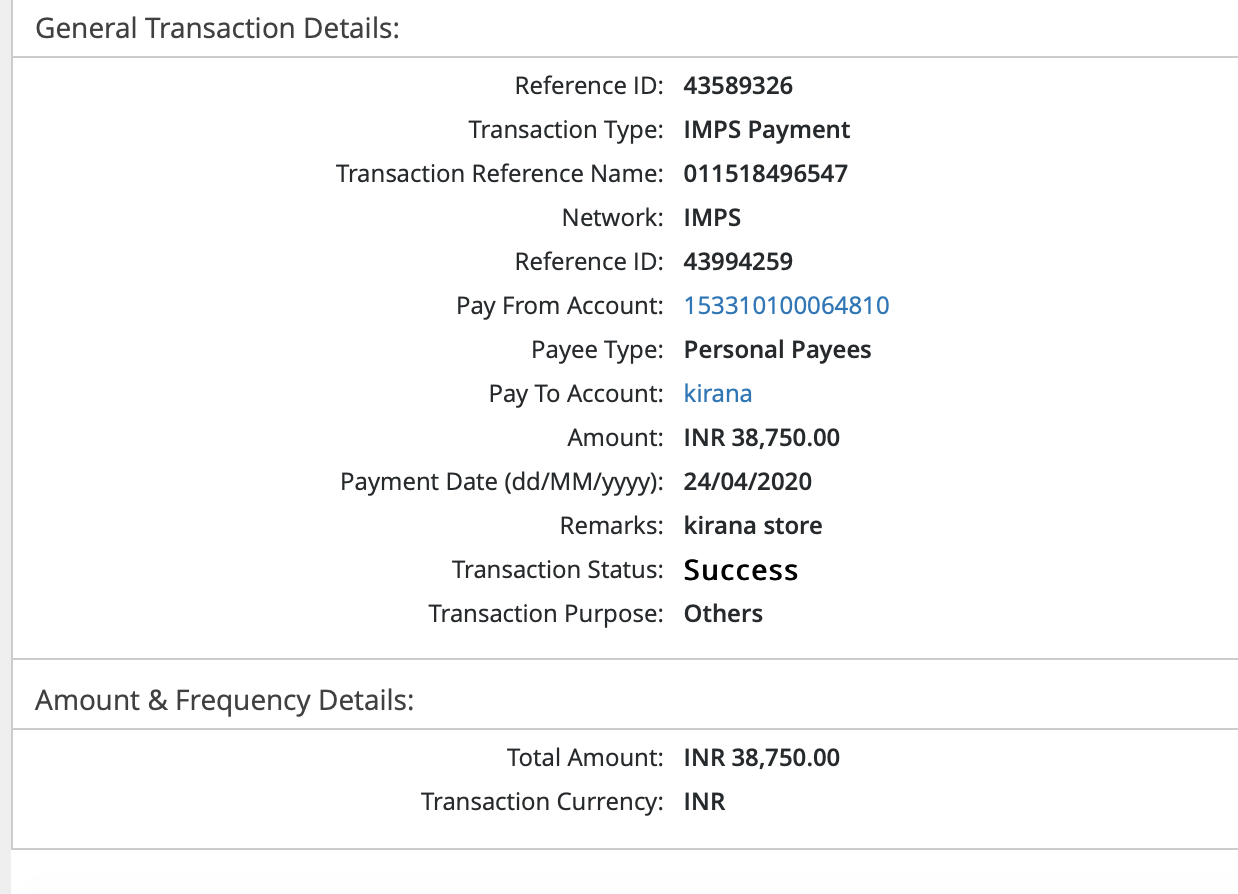 General Transaction Details:
Reference ID: 43589326
Transaction Type: IMPS Payment
Transaction Reference Name: 011518496547
Network: IMPS
Reference ID: 43994259
Pay From Account: 153310100064810
Payee Type: Personal Payees
Pay To Account: kirana
Amount: INR 38,750.00
Payment Date (dd/MM/yyyy): 24/04/2020
Remarks: kirana store
Transaction Status: Success
Transaction Purpose: Others
Amount & Frequency Details:
Total Amount: INR 38,750.00
Transaction Currency: INR